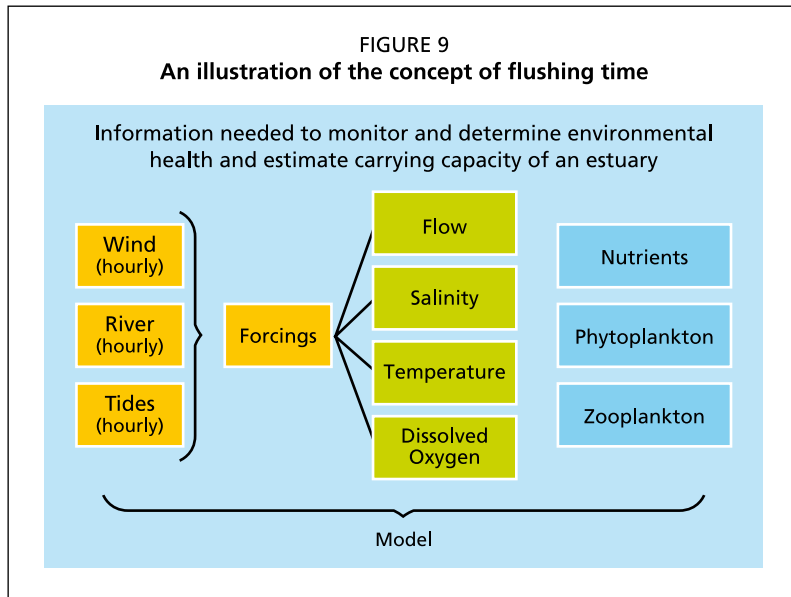 FIGURE 9
An illustration of the concept of flushing time
Information needed to monitor and determine environmental
health and estimate carrying capacity of an estuary
Wind
(hourly)
River
(hourly)
Tides
(hourly)
Forcings
Flow
Salinity
Temperature
Dissolved
Oxygen
Nutrients
Phytoplankton
Zooplankton
Model